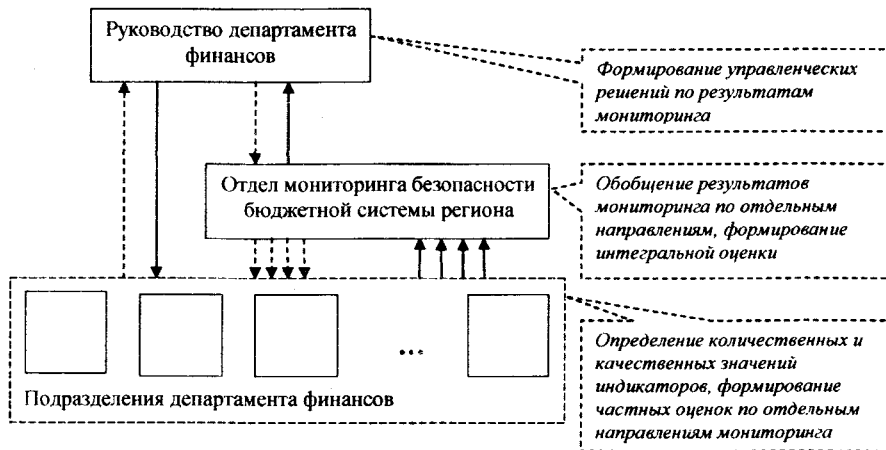 Руководство департамента
финансов
Формирование управленческих
решений по результатам
мониторинга
Отдел мониторинга безопасности
бюджетной системы региона
Обобщение результатов
мониторинга по отдельным
направлениям, формирование
интегральной оценки
...
Подразделения департамента финансов
Определение количественных и
качественных значений
индикаторов, формирование
частных оценок по отдельным
направлениям мониторинга